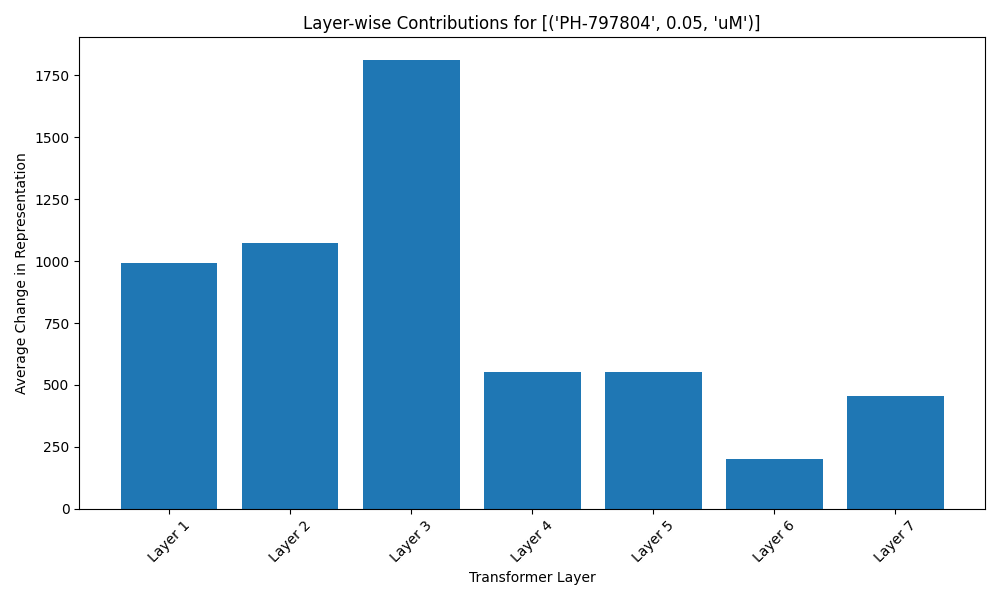 Layer-wise Contributions for [('PH-797804', 0.05, 'uM')]
Average Change in Representation
1750
1500
1250
1000
750
500
250
0
Layer 1
Layer 2
Layer 3
Layer 4
Layer 5
Layer 6
Layer 7
Transformer Layer